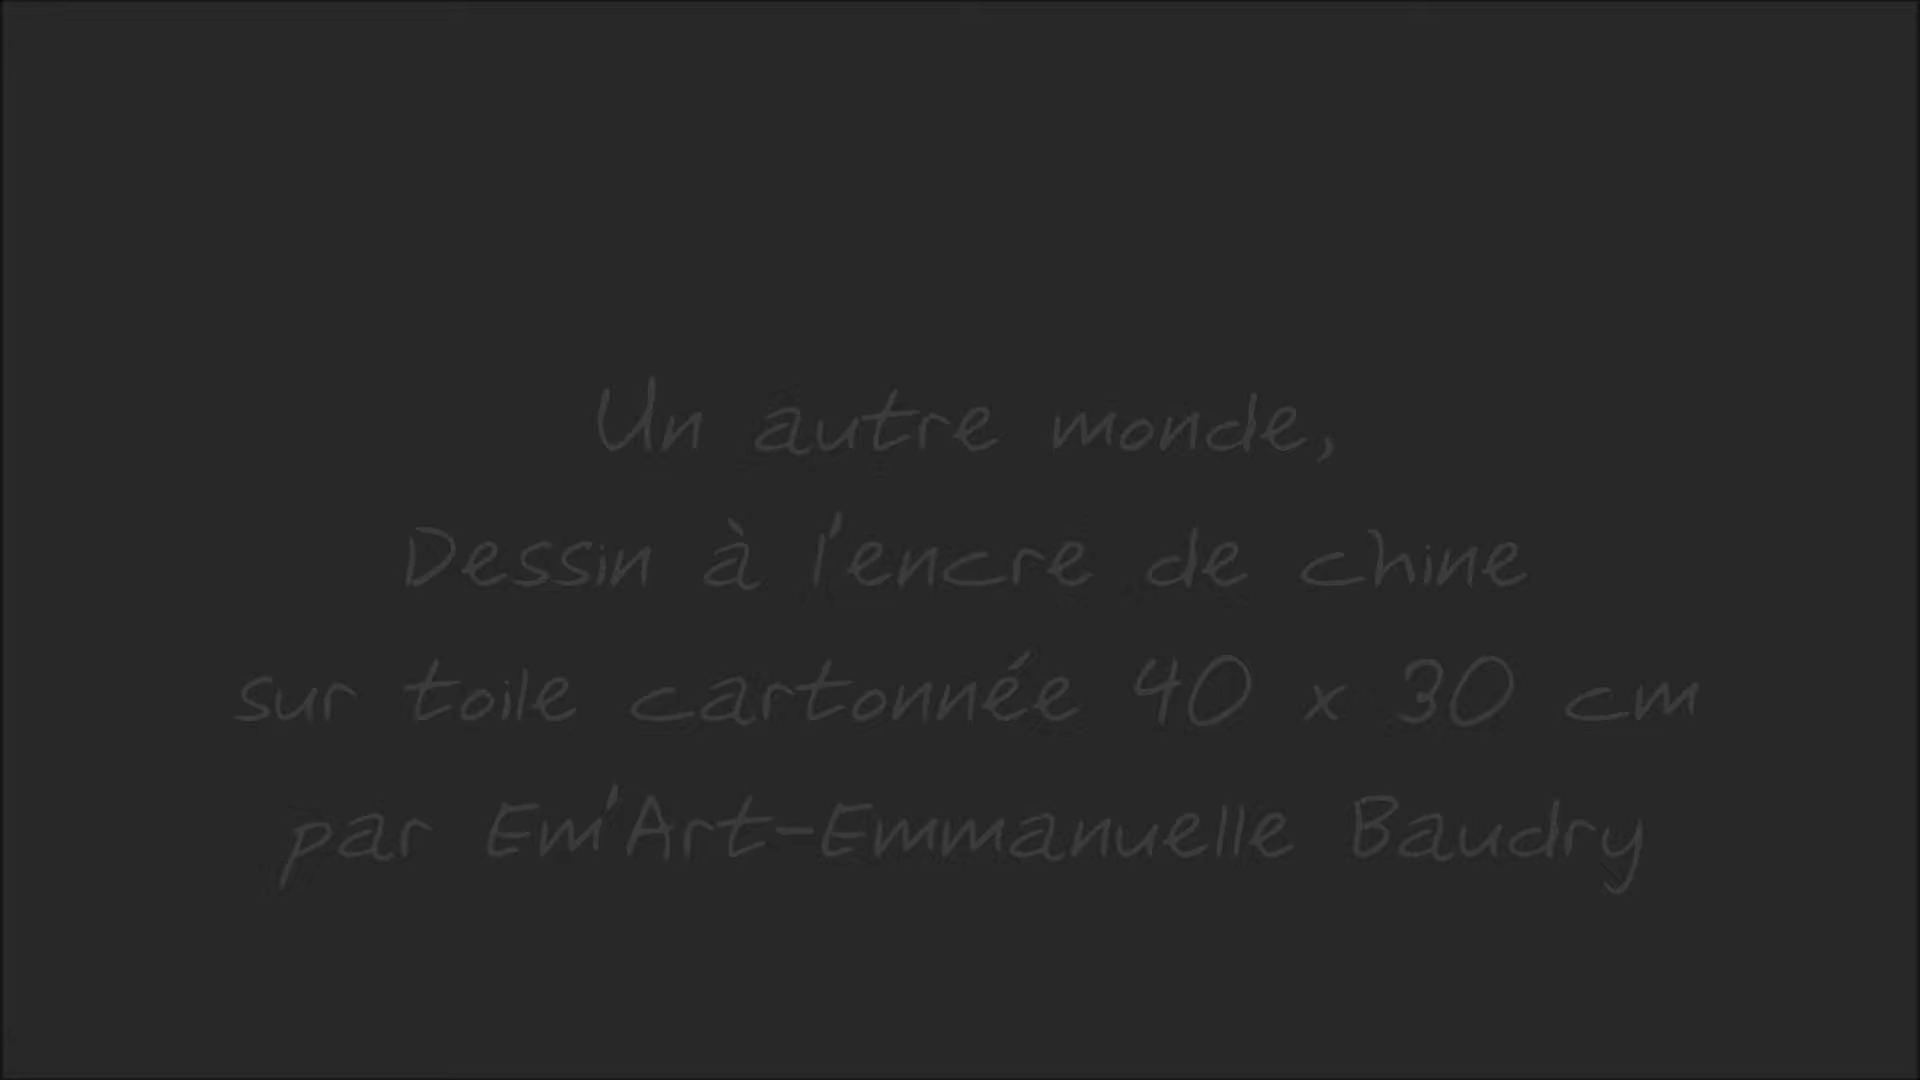 Un autre monde,
Dessin à l'encre de chine
sur toile cartonnée 40 x 30 cm
par Em'Art-Emmanuelle Baudry